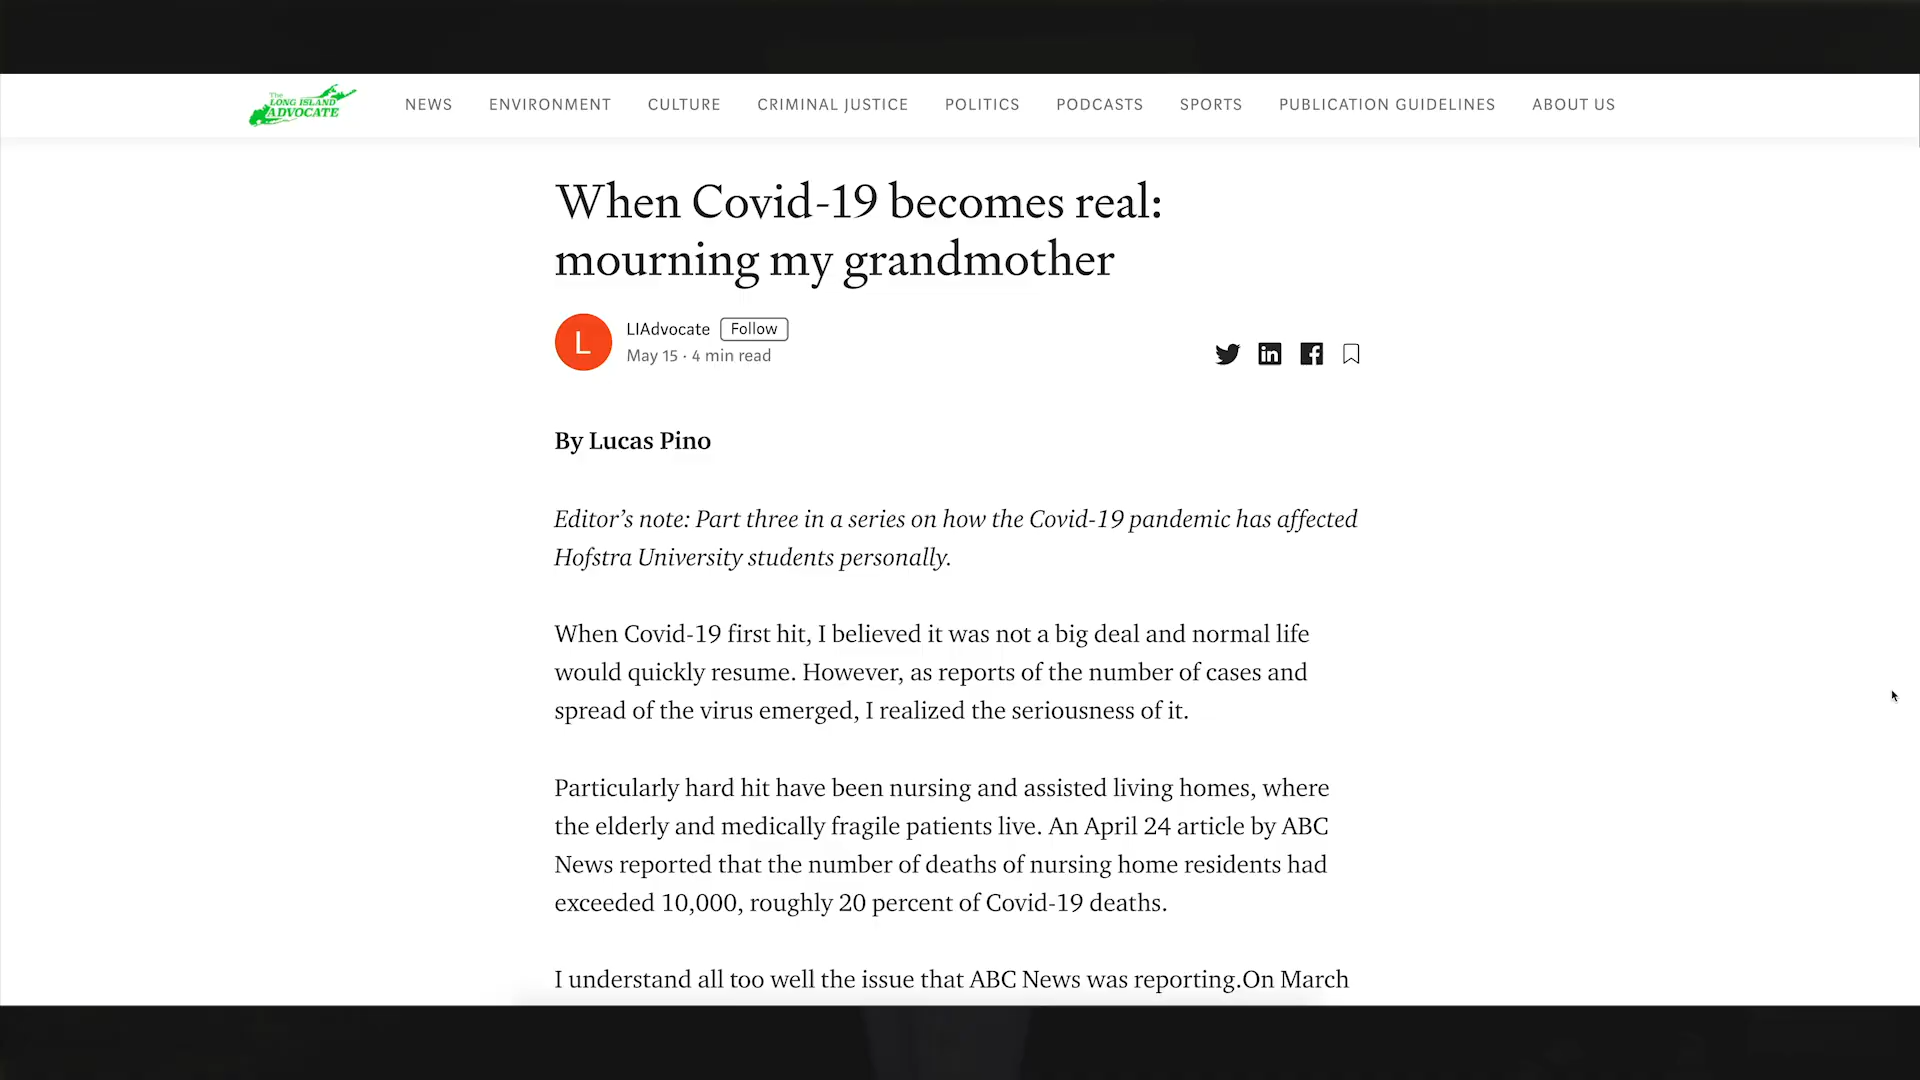 The
LONG ISLAND
ADVOCATE
NEWS ENVIRONMENT CULTURE CRIMINAL JUSTICE POLITICS PODCASTS SPORTS PUBLICATION GUIDELINES ABOUT US
When Covid-19 becomes real:
mourning my grandmother
L
LIAdvocate Follow
May 15 · 4 min read
By Lucas Pino
Editor’s note: Part three in a series on how the Covid-19 pandemic has affected
Hofstra University students personally.
When Covid-19 first hit, I believed it was not a big deal and normal life
would quickly resume. However, as reports of the number of cases and
spread of the virus emerged, I realized the seriousness of it.
Particularly hard hit have been nursing and assisted living homes, where
the elderly and medically fragile patients live. An April 24 article by ABC
News reported that the number of deaths of nursing home residents had
exceeded 10,000, roughly 20 percent of Covid-19 deaths.
I understand all too well the issue that ABC News was reporting.On March